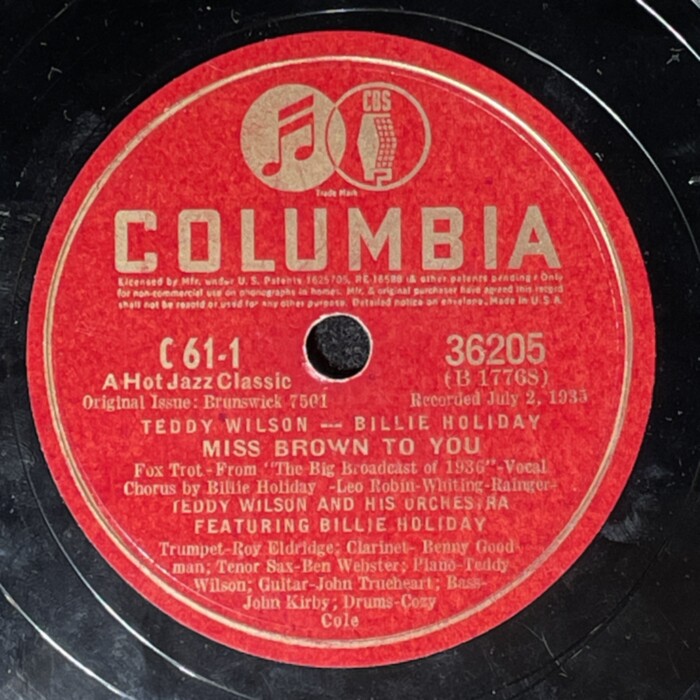 CBS
Trade Mark
COLUMBIA
Licensed by Mfr. under U. S. Patents 1625705, RE 16588 (& other patents pending) Only
for non-commercial use on phonographs in homes. Mfr. & original purchaser have agreed this record
shall not be resold or used for any other purpose. Detailed notice on envelope. Made in U. S. A.
C 61-1 36205
A Hot Jazz Classic (B 17768)
Original Issue: Brunswick 7501 Recorded July 2, 1935
TEDDY WILSON — BILLIE HOLIDAY
MISS BROWN TO YOU
Fox Trot-From "The Big Broadcast of 1936"-Vocal
Chorus by Billie Holiday -Leo Robin-Whiting-Rainger-
TEDDY WILSON AND HIS ORCHESTRA
FEATURING BILLIE HOLIDAY
Trumpet-Roy Eldridge; Clarinet- Benny Good
man; Tenor Sax-Ben Webster; Piano-Teddy
Wilson; Guitar-John Trueheart; Bass-
John Kirby; Drums-Cozy
Cole